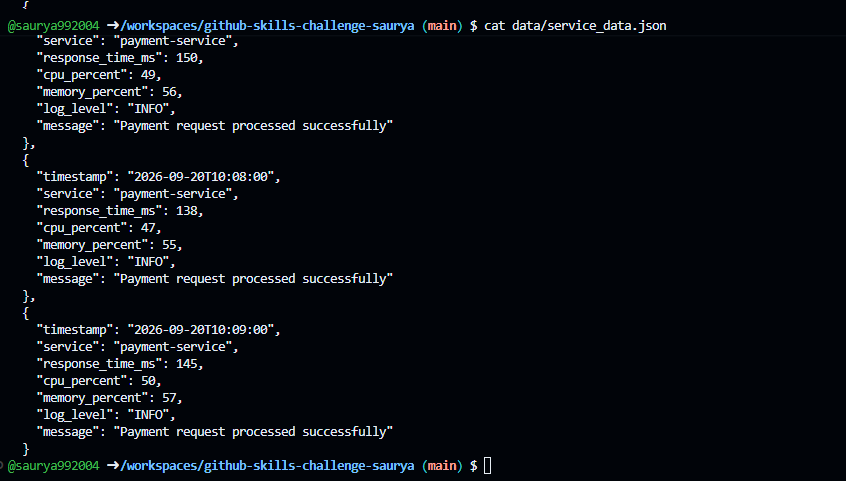 {
@saurya992004 ➜/workspaces/github-skills-challenge-saurya (main) $ cat data/service_data.json
"service": "payment-service",
"response_time_ms": 150,
"cpu_percent": 49,
"memory_percent": 56,
"log_level": "INFO",
"message": "Payment request processed successfully"
},
{
"timestamp": "2026-09-20T10:08:00",
"service": "payment-service",
"response_time_ms": 138,
"cpu_percent": 47,
"memory_percent": 55,
"log_level": "INFO",
"message": "Payment request processed successfully"
},
{
"timestamp": "2026-09-20T10:09:00",
"service": "payment-service",
"response_time_ms": 145,
"cpu_percent": 50,
"memory_percent": 57,
"log_level": "INFO",
"message": "Payment request processed successfully"
}
@saurya992004 ➜/workspaces/github-skills-challenge-saurya (main) $